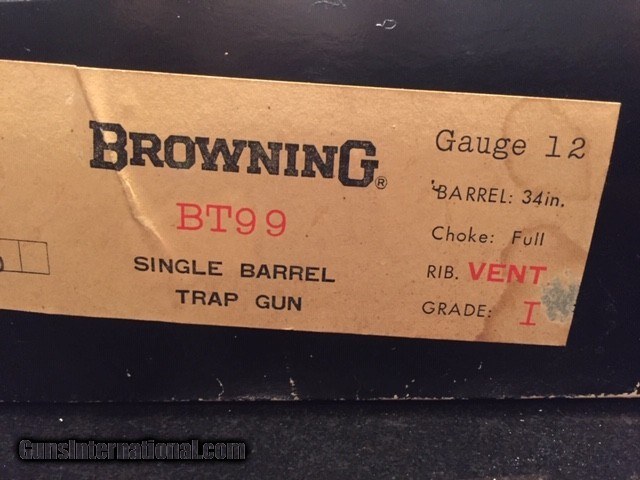 BROWNING®
BT99
SINGLE BARREL
TRAP GUN
Gauge 12
BARREL: 34in.
Choke: Full
RIB. VENT
GRADE: I
GunsInternational.com